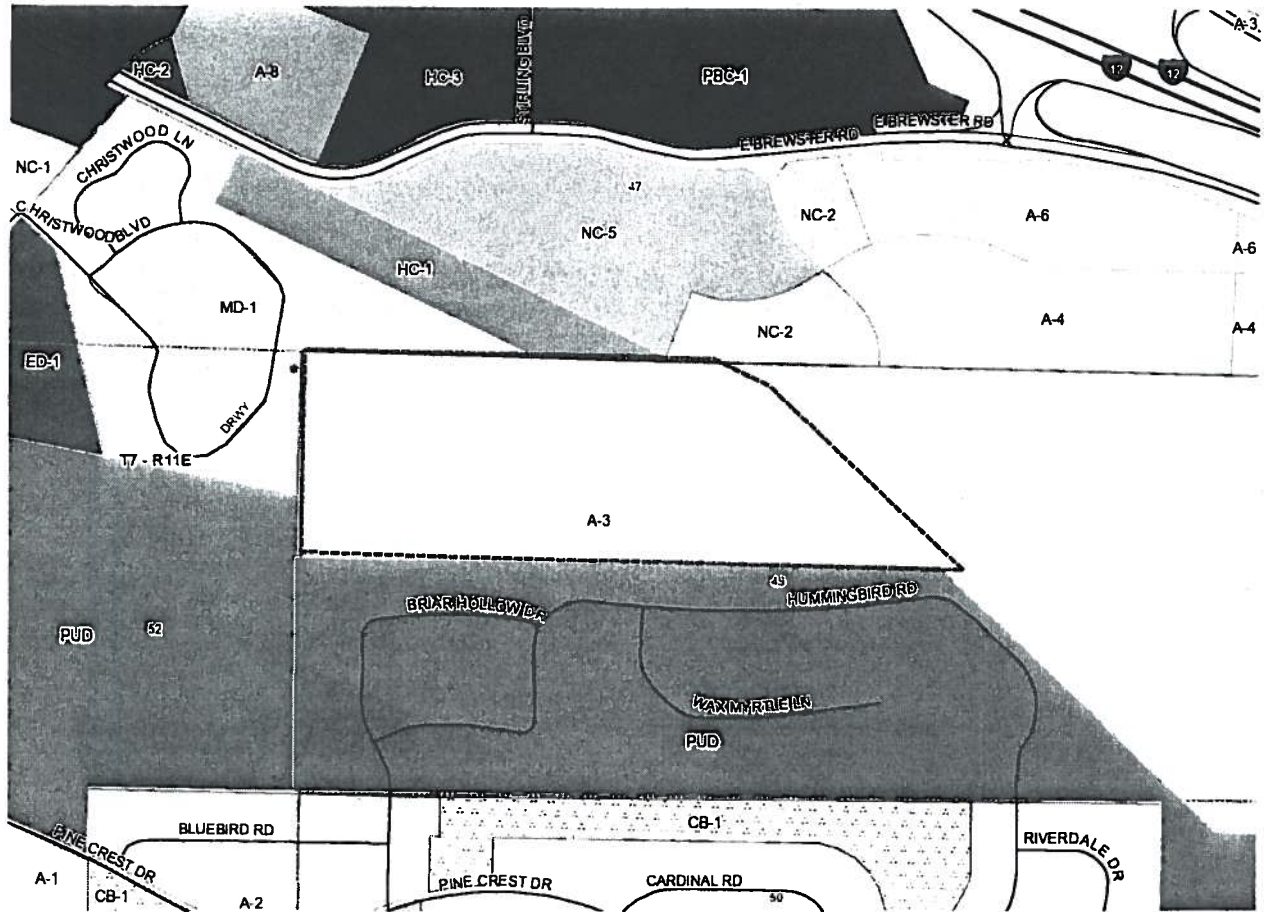 A-3
HC-2
A-8
HC-3
STIRLING BLVD
PBC-1
12
12
E BREWSTER RD
E BREWSTER RD
NC-1
CHRISTWOOD LN
47
CHRISTWOOD BLVD
NC-5
NC-2
A-6
A-6
HC-1
MD-1
NC-2
A-4
A-4
ED-1
DRWY
T7 - R11E
A-3
49
HUMMINGBIRD RD
BRIAR HOLLOW DR
PUD
52
WAX MYRTLE LN
PUD
CB-1
BLUEBIRD RD
RIVERDALE DR
PINE CREST DR
A-1
CB-1
A-2
PINE CREST DR
CARDINAL RD
50